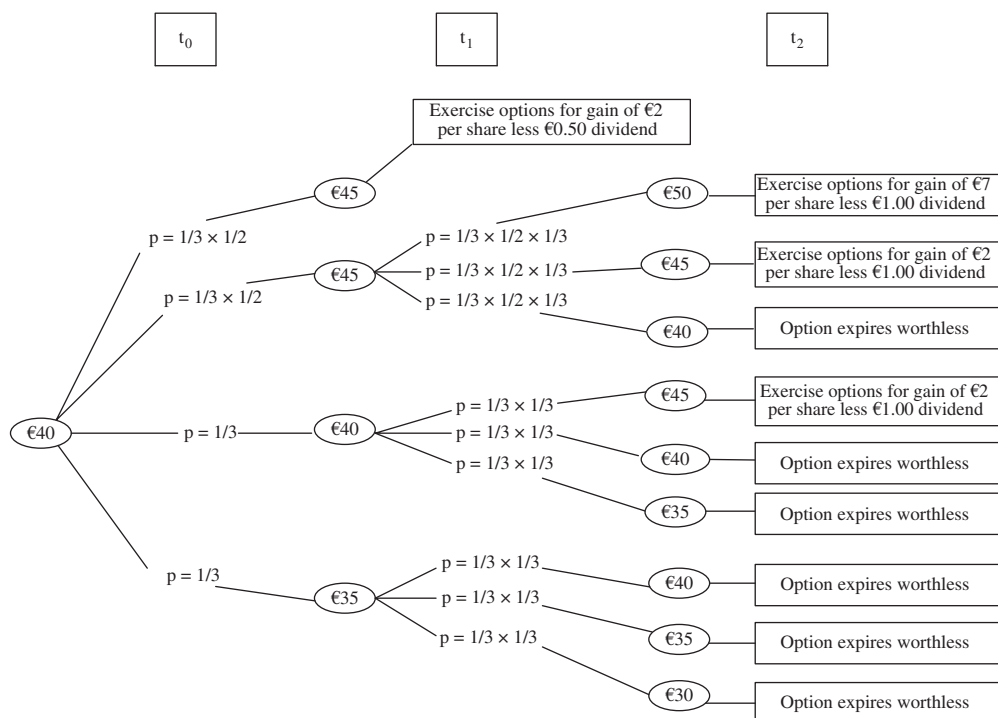 t0
t1
t2
Exercise options for gain of €2
per share less €0.50 dividend
€45
€50
Exercise options for gain of €7
per share less €1.00 dividend
p = 1/3 × 1/2
p = 1/3 × 1/2 × 1/3
€45
p = 1/3 × 1/2 × 1/3
€45
Exercise options for gain of €2
per share less €1.00 dividend
p = 1/3 × 1/2
p = 1/3 × 1/2 × 1/3
€40
Option expires worthless
€45
Exercise options for gain of €2
per share less €1.00 dividend
p = 1/3 × 1/3
€40
p = 1/3
€40
p = 1/3 × 1/3
€40
Option expires worthless
p = 1/3 × 1/3
€35
Option expires worthless
p = 1/3 × 1/3
€40
Option expires worthless
p = 1/3
€35
p = 1/3 × 1/3
€35
Option expires worthless
p = 1/3 × 1/3
€30
Option expires worthless